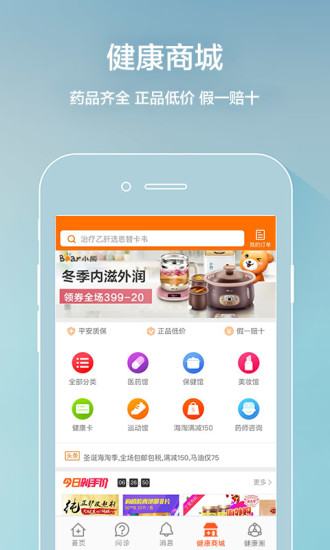 健康商城
药品齐全 正品低价 假一赔十
治疗乙肝选恩替卡韦
我的订单
Bear小熊
冬季内滋外润
领券全场399-20
平安质保 正品低价 假一赔十
全部分类 医药馆 保健馆 美妆馆
健康卡 运动馆 海淘满减150 药师咨询
头条 圣诞海淘季,全场包邮包税,满减150,马迪仅75
今日购手价 06:26:50 更多
首页 问诊 消息 健康商城 健康圈